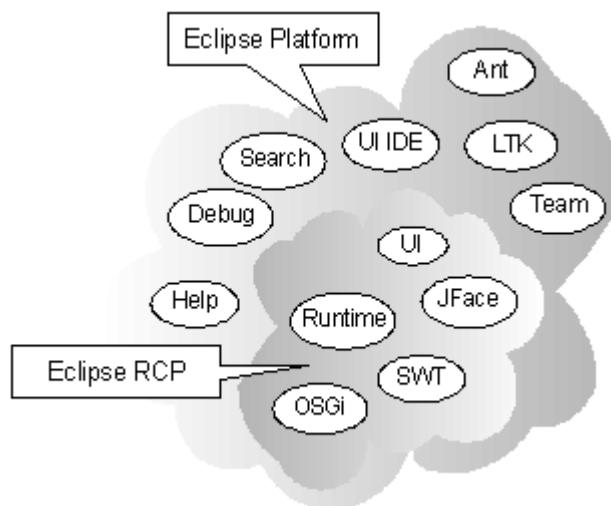 Eclipse Platform
Ant
UI IDE
LTK
Search
Team
Debug
UI
Help
JFace
Runtime
Eclipse RCP
SWT
OSGi